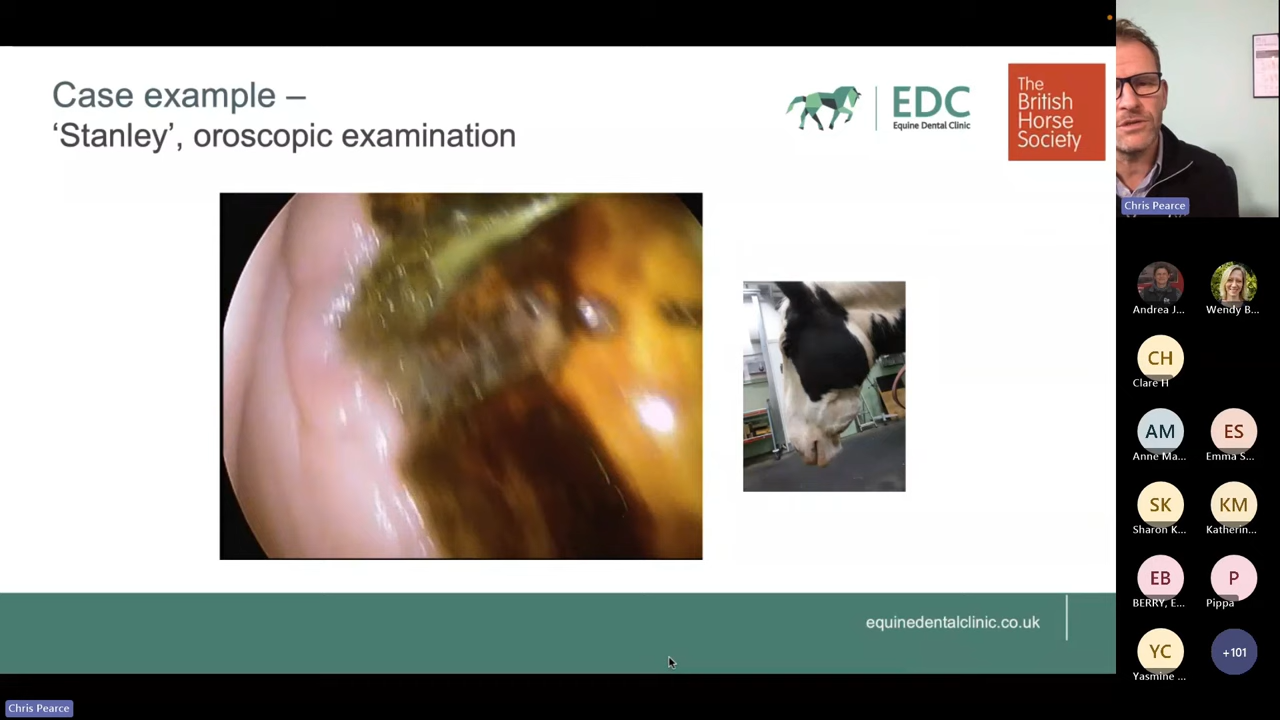 Case example –
‘Stanley’, oroscopic examination
EDC
Equine Dental Clinic
The
British
Horse
Society
equinedentalclinic.co.uk
Chris Pearce
Andrea J...
Wendy B...
CH
Clare H
AM
Anne Ma...
ES
Emma S...
SK
Sharon K...
KM
Katherin...
EB
BERRY, E...
P
Pippa
YC
Yasmine ...
+101
Chris Pearce